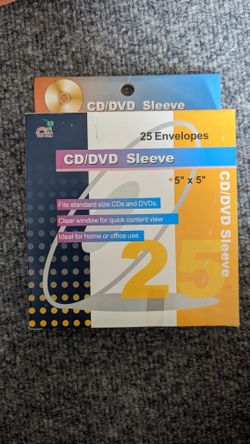 CD/DVD Sleeve
25 Envelopes
CD/DVD Sleeve
5" x 5"
Fits standard size CDs and DVDs.
Clear window for quick content view
Ideal for home or office use.
25
CD/DVD Sleeve